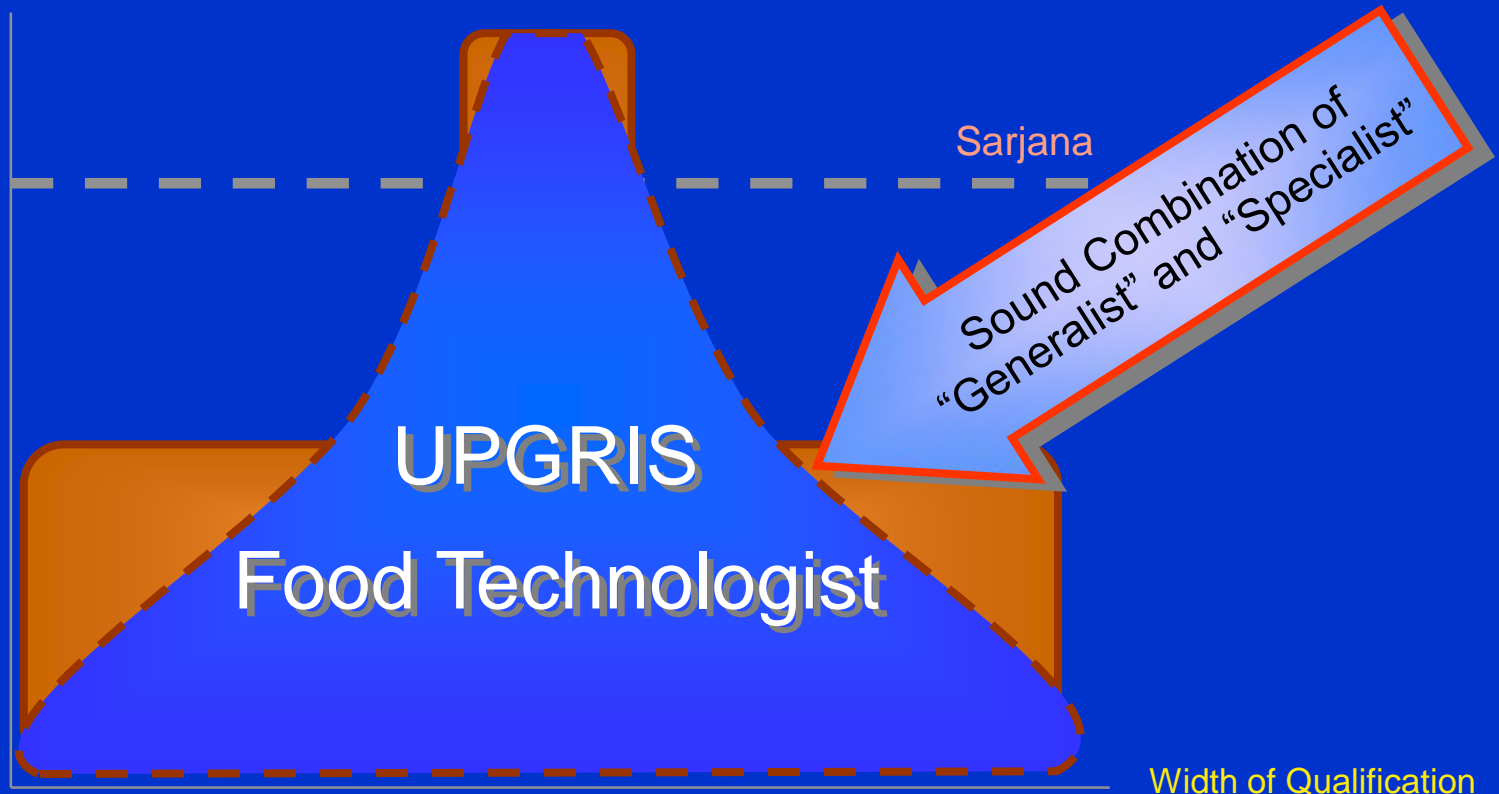 Sarjana
Sound Combination of
“Generalist” and “Specialist”
UPGRIS
Food Technologist
Width of Qualification